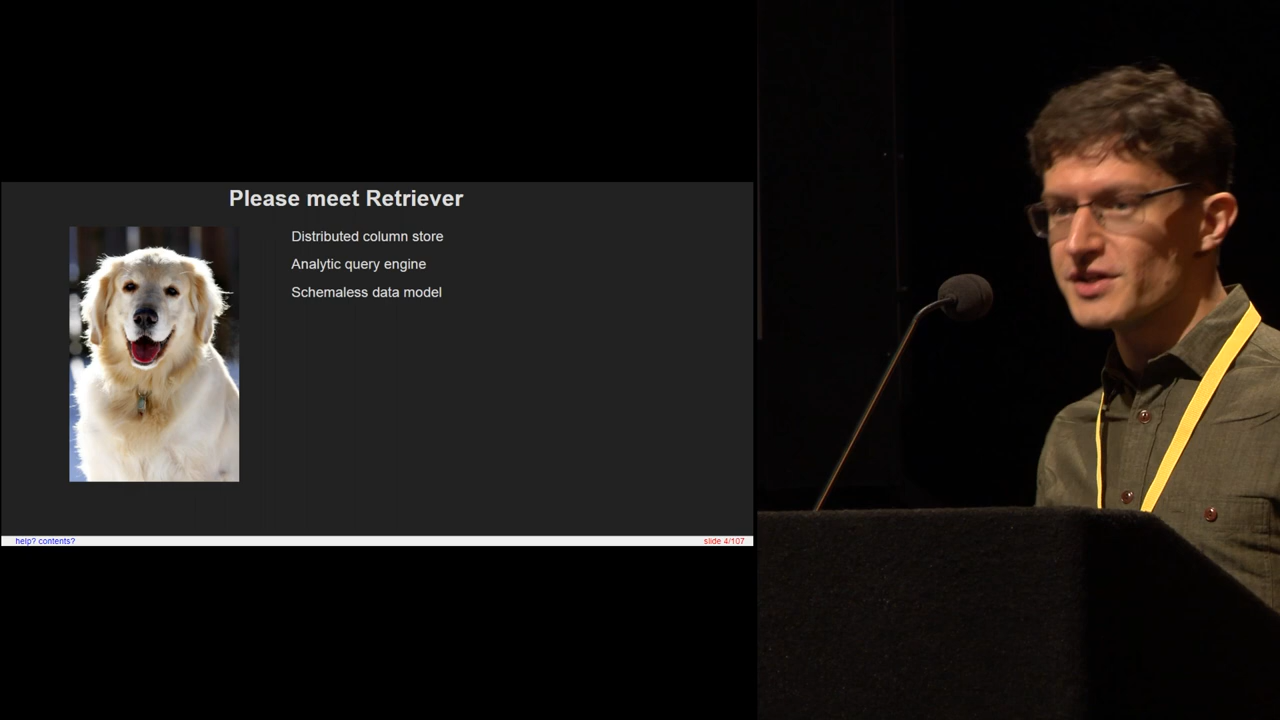 Please meet Retriever
Distributed column store
Analytic query engine
Schemaless data model
help? contents?
slide 4/107